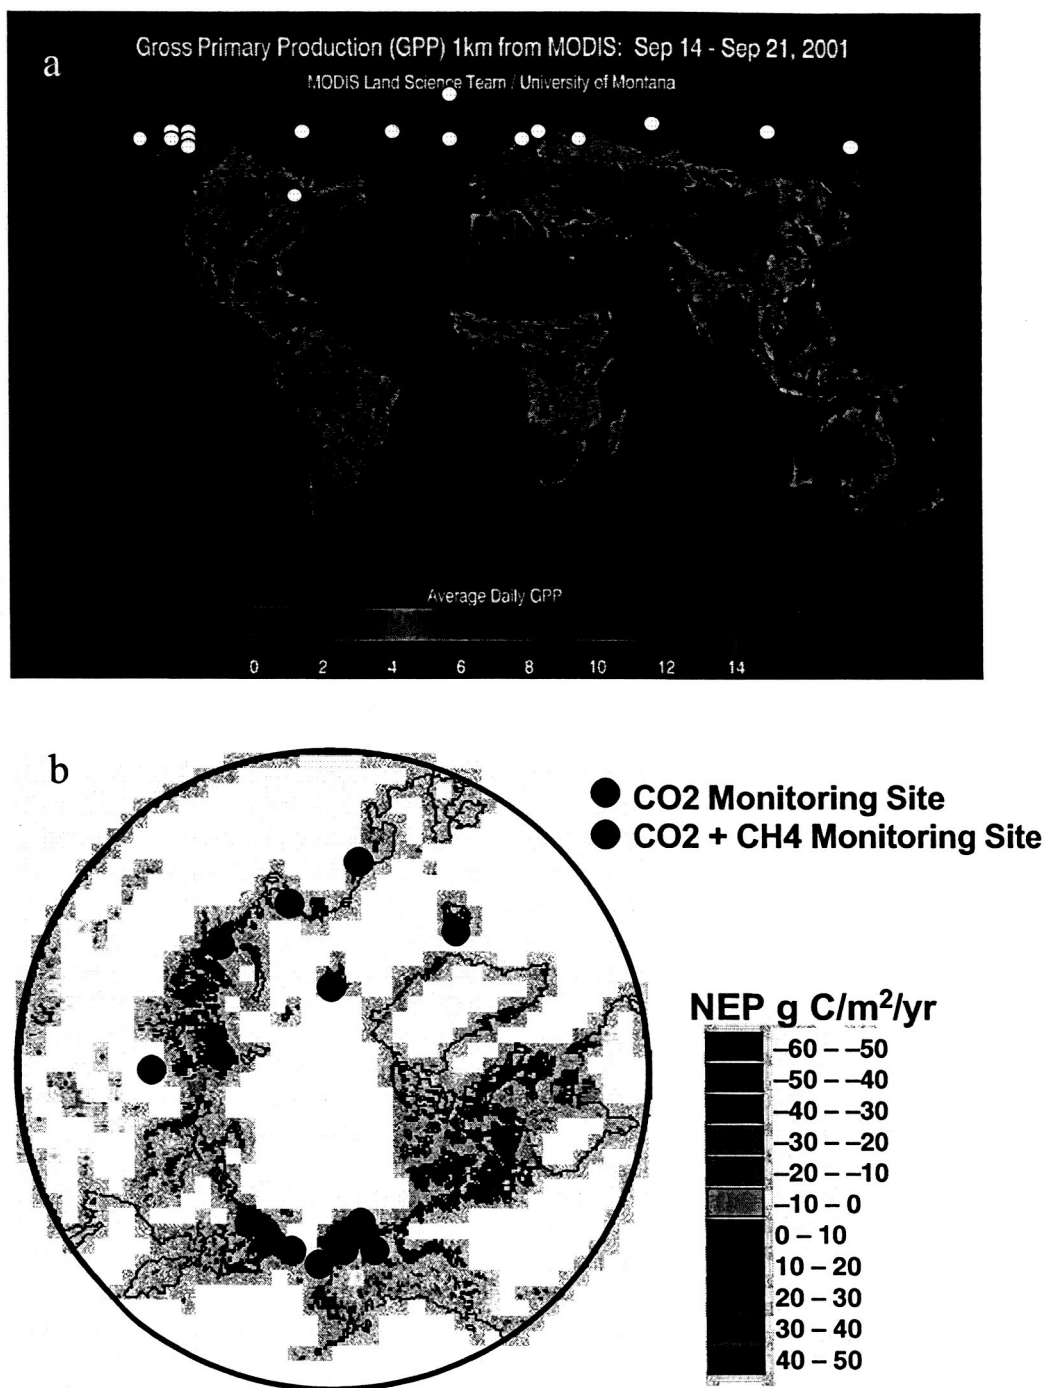 a
Gross Primary Production (GPP) 1km from MODIS: Sep 14 - Sep 21, 2001
MODIS Land Science Team / University of Montana
Average Daily GPP
0 2 4 6 8 10 12 14
b
CO2 Monitoring Site
CO2 + CH4 Monitoring Site
NEP g C/m²/yr
–60 – –50
–50 – –40
–40 – –30
–30 – –20
–20 – –10
–10 – 0
0 – 10
10 – 20
20 – 30
30 – 40
40 – 50